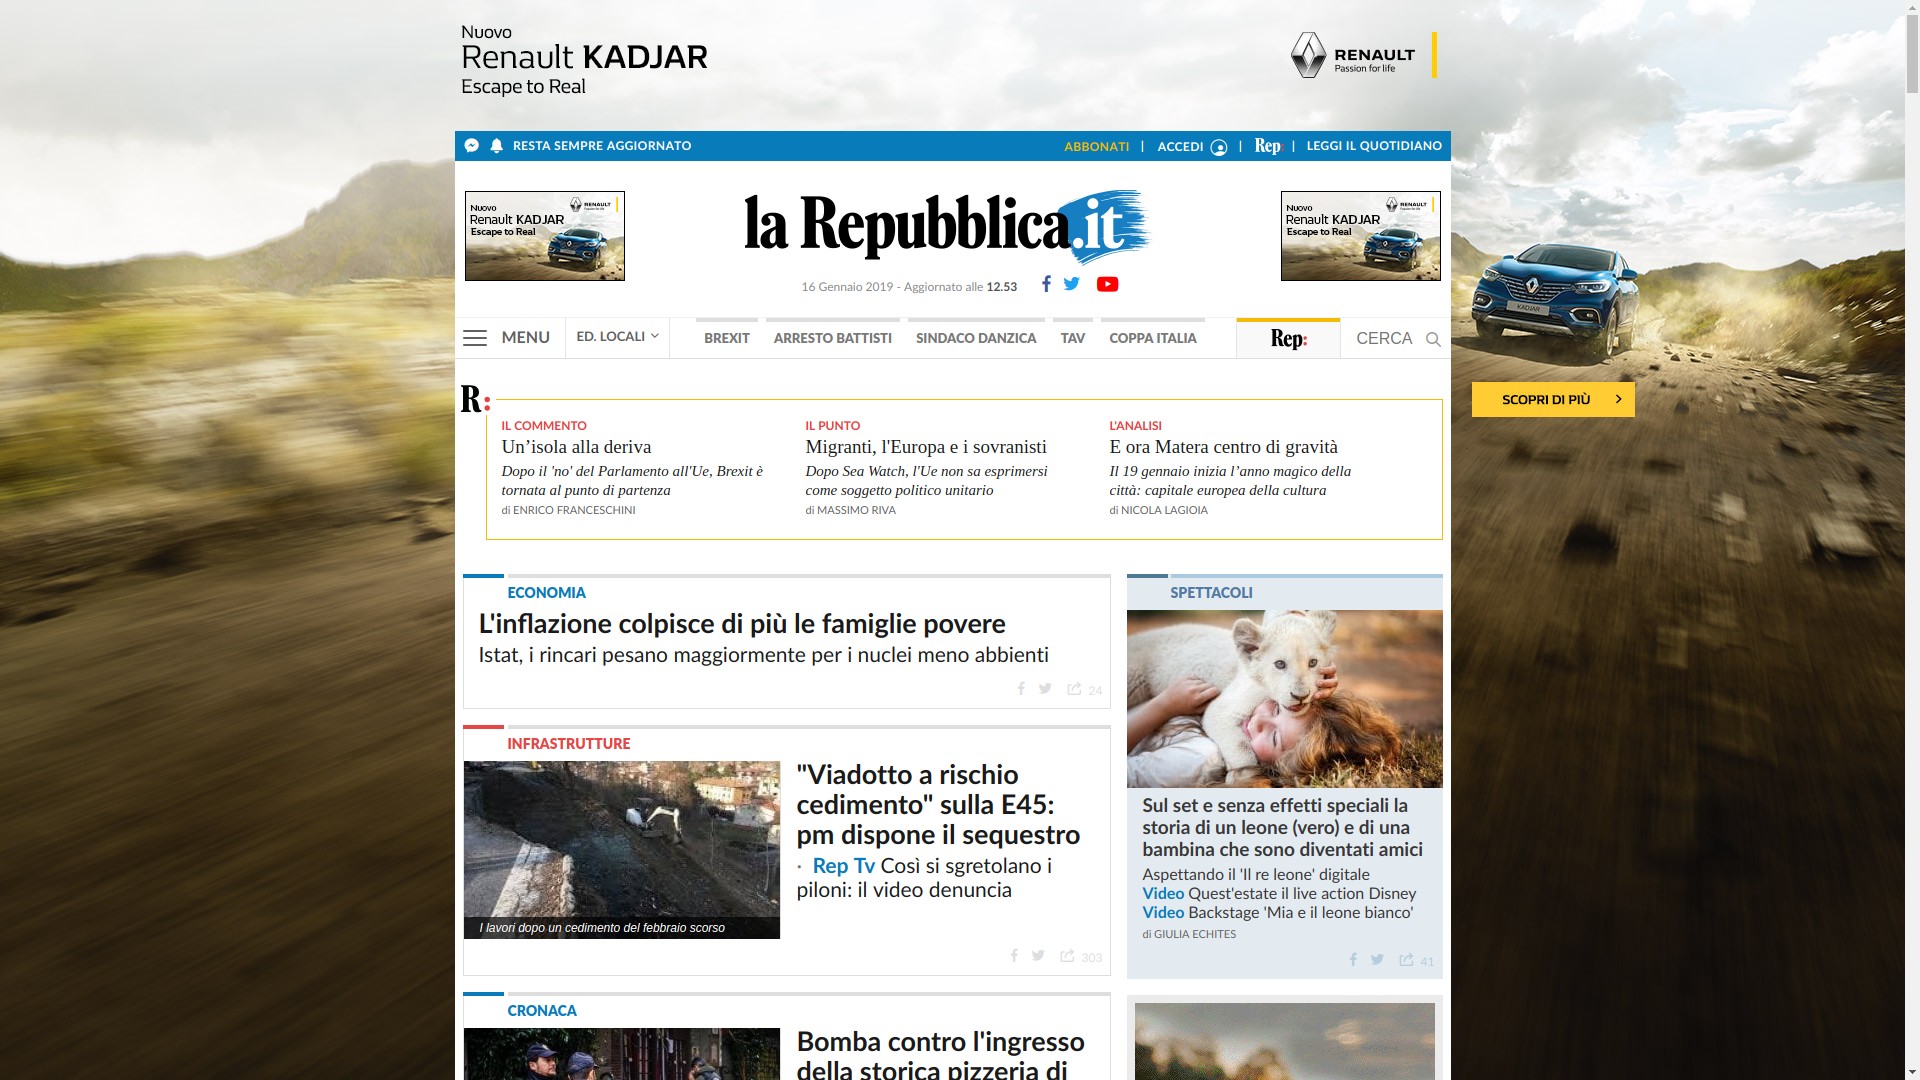 Nuovo
Renault KADJAR
Escape to Real
RENAULT
Passion for life
RESTA SEMPRE AGGIORNATO
ABBONATI | ACCEDI | Rep: | LEGGI IL QUOTIDIANO
Nuovo
Renault KADJAR
Escape to Real
RENAULT
la Repubblica.it
16 Gennaio 2019 - Aggiornato alle 12.53
Nuovo
Renault KADJAR
Escape to Real
RENAULT
KADJAR
MENU
ED. LOCALI
BREXIT
ARRESTO BATTISTI
SINDACO DANZICA
TAV
COPPA ITALIA
Rep:
CERCA
SCOPRI DI PIÙ
R:
IL COMMENTO
Un’isola alla deriva
Dopo il 'no' del Parlamento all'Ue, Brexit è
tornata al punto di partenza
di ENRICO FRANCESCHINI
IL PUNTO
Migranti, l'Europa e i sovranisti
Dopo Sea Watch, l'Ue non sa esprimersi
come soggetto politico unitario
di MASSIMO RIVA
L'ANALISI
E ora Matera centro di gravità
Il 19 gennaio inizia l’anno magico della
città: capitale europea della cultura
di NICOLA LAGIOIA
ECONOMIA
L'inflazione colpisce di più le famiglie povere
Istat, i rincari pesano maggiormente per i nuclei meno abbienti
24
INFRASTRUTTURE
"Viadotto a rischio
cedimento" sulla E45:
pm dispone il sequestro
· Rep Tv Così si sgretolano i
piloni: il video denuncia
I lavori dopo un cedimento del febbraio scorso
303
CRONACA
Bomba contro l'ingresso
della storica pizzeria di
SPETTACOLI
Sul set e senza effetti speciali la
storia di un leone (vero) e di una
bambina che sono diventati amici
Aspettando il 'Il re leone' digitale
Video Quest'estate il live action Disney
Video Backstage 'Mia e il leone bianco'
di GIULIA ECHITES
41